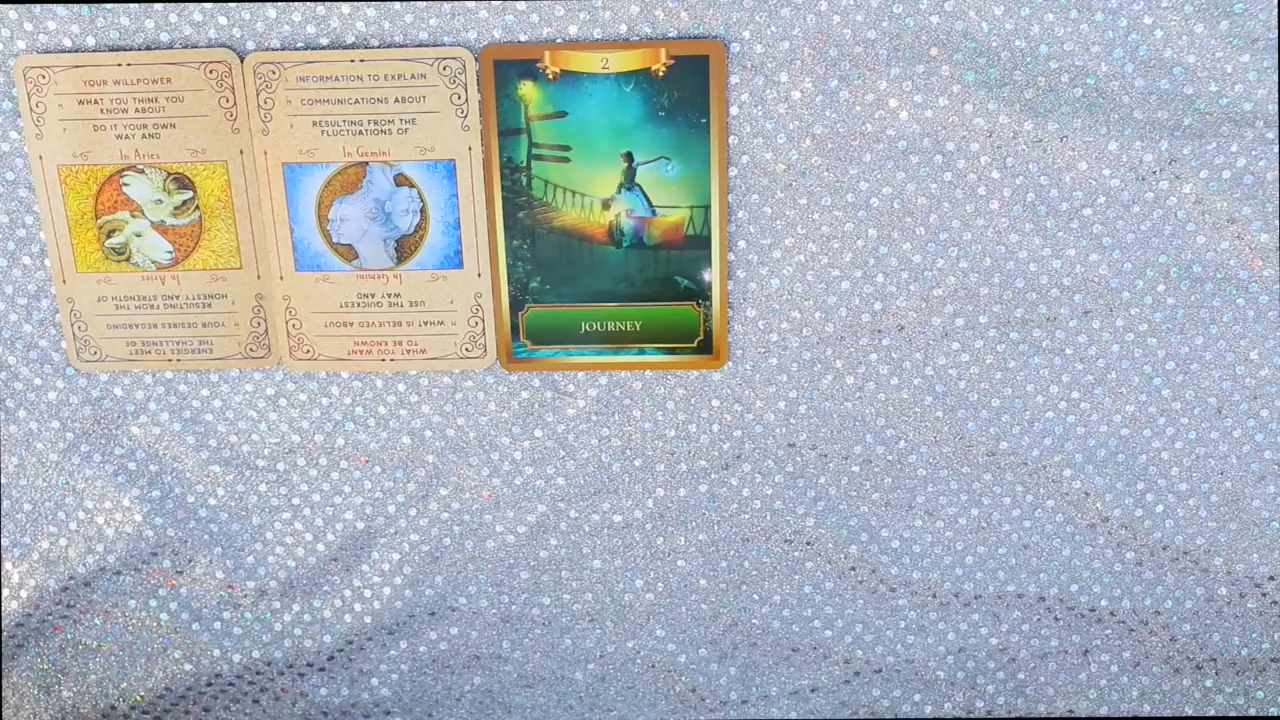 YOUR WILLPOWER
WHAT YOU THINK YOU
KNOW ABOUT
DO IT YOUR OWN
WAY AND
In Aries
In Aries
RESULTING FROM THE
HONESTY AND STRENGTH OF
YOUR DESIRES REGARDING
ENERGIES TO MEET
THE CHALLENGE OF
INFORMATION TO EXPLAIN
COMMUNICATIONS ABOUT
RESULTING FROM THE
FLUCTUATIONS OF
In Gemini
In Gemini
USE THE QUICKEST
WAY AND
WHAT IS BELIEVED ABOUT
WHAT YOU WANT
TO BE KNOWN
2
JOURNEY